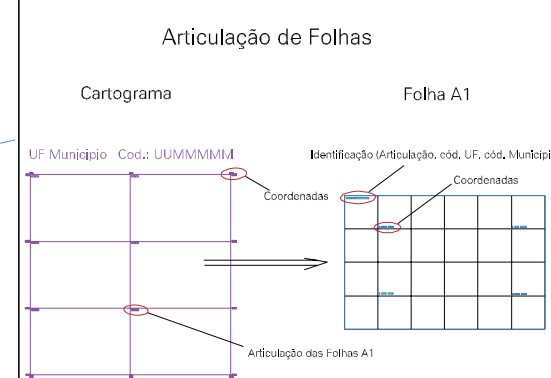 Articulação de Folhas
Cartograma
Folha A1
UF Município Cod.: UUMMMMM
Identificação (Articulação, cód. UF, cód. Municípi
Coordenadas
Coordenadas
Articulação das Folhas A1